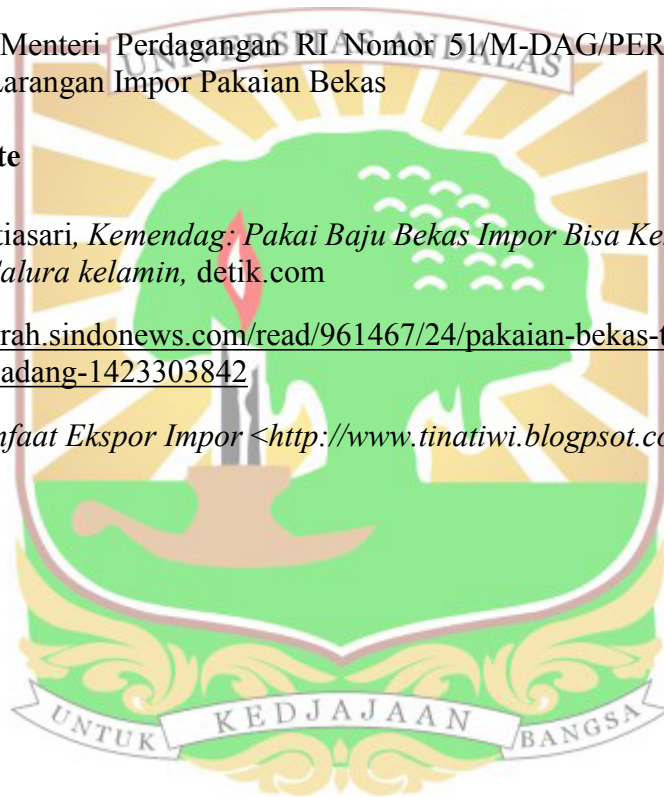 Menteri Perdagangan RI Nomor 51/M-DAG/PER
UNIVERSITAS ANDALAS
Larangan Impor Pakaian Bekas
te
tiasari, Kemendag: Pakai Baju Bekas Impor Bisa Ke
alura kelamin, detik.com
rah.sindonews.com/read/961467/24/pakaian-bekas-t
adang-1423303842
nfaat Ekspor Impor <http://www.tinatiwi.blogpsot.co
UNTUK KEDJAJAAN BANGSA